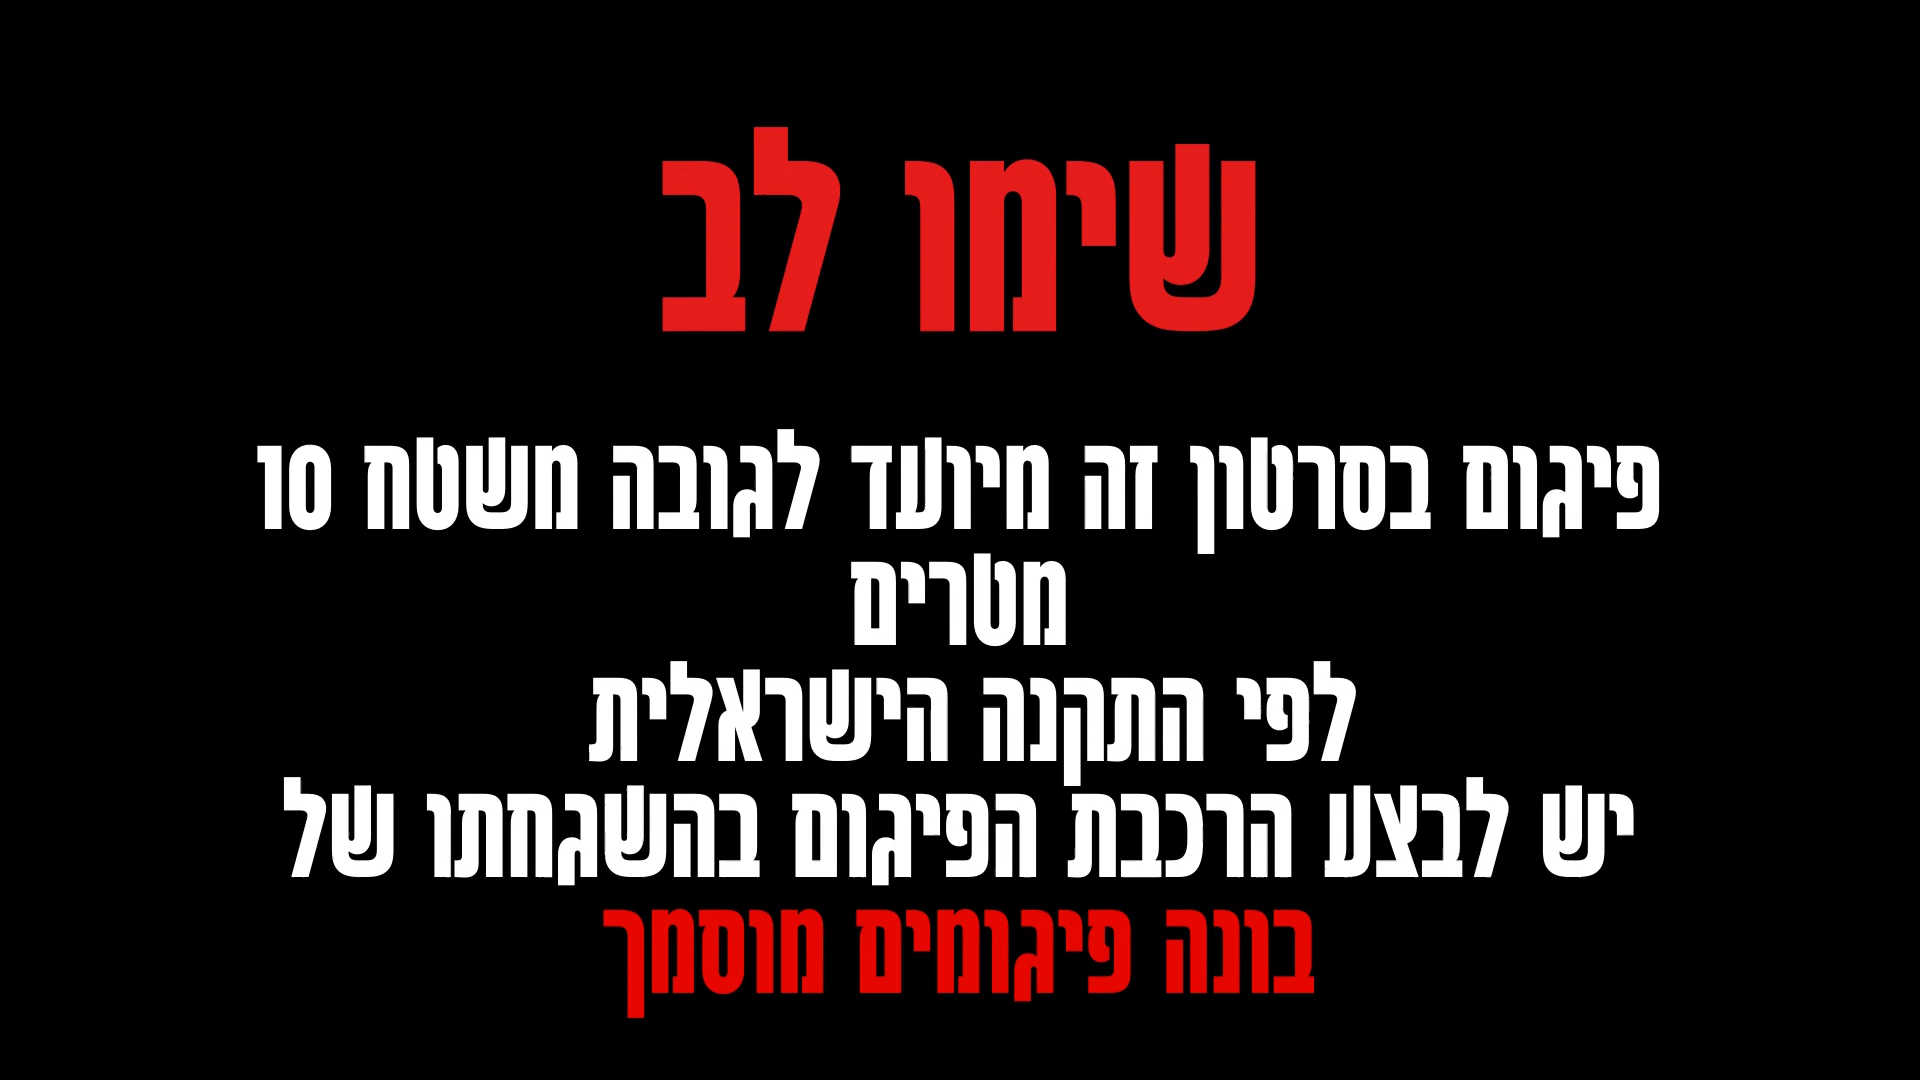 שימו לב
פיגום בסרטון זה מיועד לגובה משטח 10
מטרים
לפי התקנה הישראלית
יש לבצע הרכבת הפיגום בהשגחתו של
בונה פיגומים מוסמך